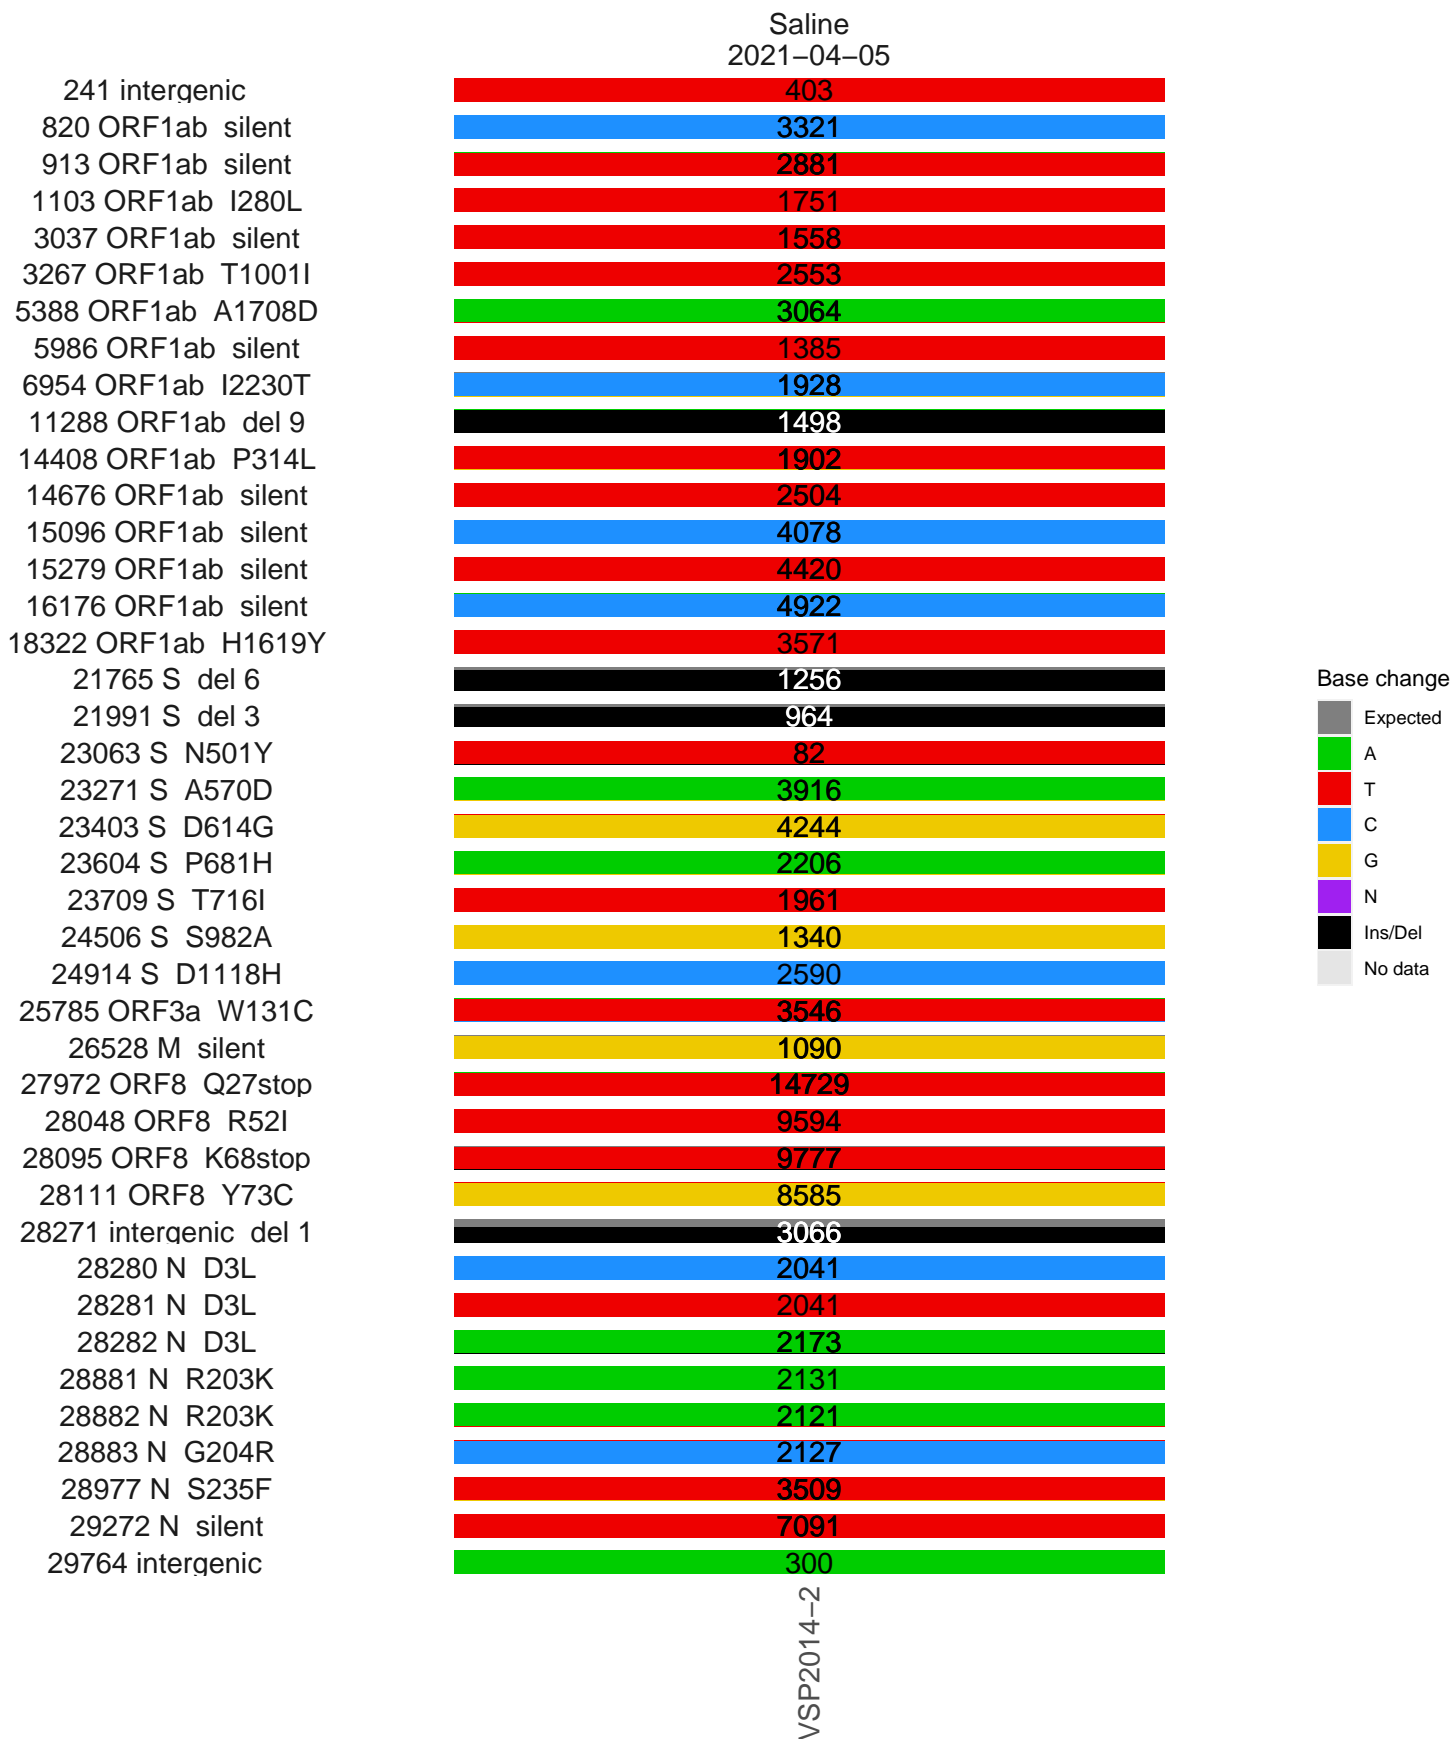 Saline
2021−04−05
241 intergenic 403
820 ORF1ab silent 3321
913 ORF1ab silent 2881
1103 ORF1ab I280L 1751
3037 ORF1ab silent 1558
3267 ORF1ab T1001I 2553
5388 ORF1ab A1708D 3064
5986 ORF1ab silent 1385
6954 ORF1ab I2230T 1928
11288 ORF1ab del 9 1498
14408 ORF1ab P314L 1902
14676 ORF1ab silent 2504
15096 ORF1ab silent 4078
15279 ORF1ab silent 4420
16176 ORF1ab silent 4922
18322 ORF1ab H1619Y 3571
21765 S del 6 1256
21991 S del 3 964
23063 S N501Y 82
23271 S A570D 3916
23403 S D614G 4244
23604 S P681H 2206
23709 S T716I 1961
24506 S S982A 1340
24914 S D1118H 2590
25785 ORF3a W131C 3546
26528 M silent 1090
27972 ORF8 Q27stop 14729
28048 ORF8 R52I 9594
28095 ORF8 K68stop 9777
28111 ORF8 Y73C 8585
28271 intergenic del 1 3066
28280 N D3L 2041
28281 N D3L 2041
28282 N D3L 2173
28881 N R203K 2131
28882 N R203K 2121
28883 N G204R 2127
28977 N S235F 3509
29272 N silent 7091
29764 intergenic 300
VSP2014−2
Base change
Expected
A
T
C
G
N
Ins/Del
No data